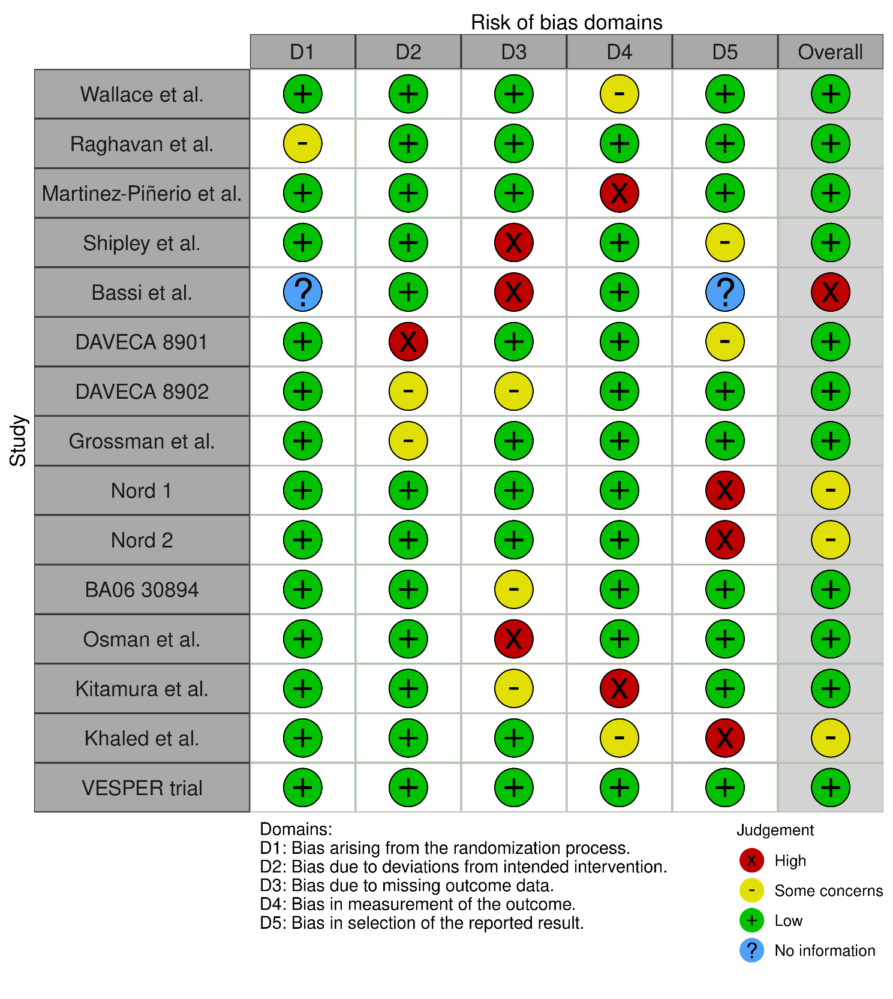 Risk of bias domains
D1 D2 D3 D4 D5 Overall
Study
Wallace et al. + + + - + +
Raghavan et al. - + + + + +
Martinez-Piñerio et al. + + + X + +
Shipley et al. + + X + - +
Bassi et al. ? + X + ? X
DAVECA 8901 + X + + - +
DAVECA 8902 + - - + + +
Grossman et al. + - + + + +
Nord 1 + + + + X -
Nord 2 + + + + X -
BA06 30894 + + - + + +
Osman et al. + + X + + +
Kitamura et al. + + - X + +
Khaled et al. + + + - X -
VESPER trial + + + + + +
Domains:
D1: Bias arising from the randomization process.
D2: Bias due to deviations from intended intervention.
D3: Bias due to missing outcome data.
D4: Bias in measurement of the outcome.
D5: Bias in selection of the reported result.
Judgement
X High
- Some concerns
+ Low
? No information